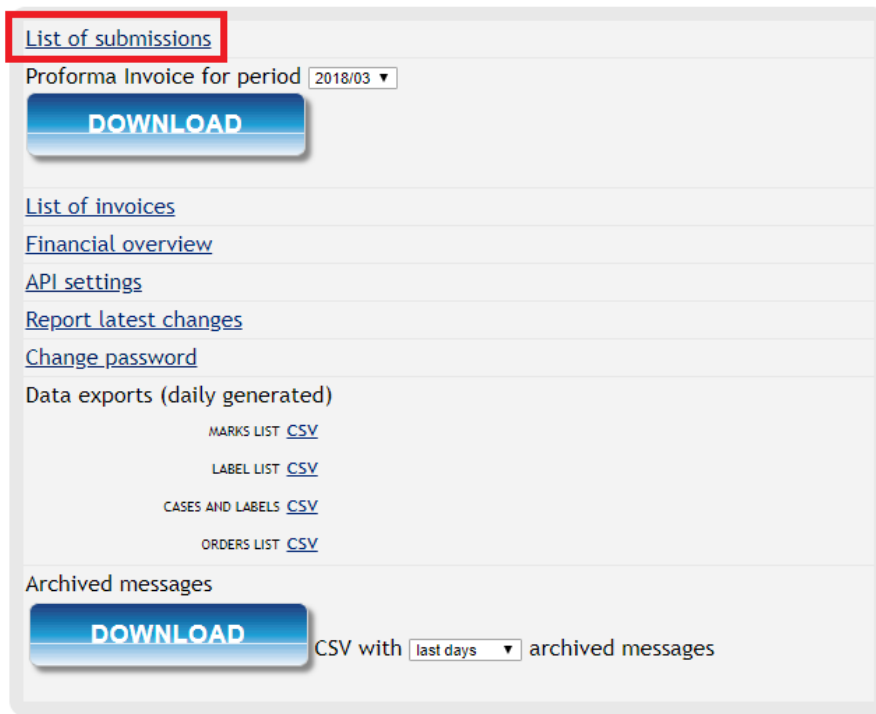 List of submissions
Proforma Invoice for period 2018/03
DOWNLOAD
List of invoices
Financial overview
API settings
Report latest changes
Change password
Data exports (daily generated)
MARKS LIST CSV
LABEL LIST CSV
CASES AND LABELS CSV
ORDERS LIST CSV
Archived messages
DOWNLOAD CSV with last days archived messages